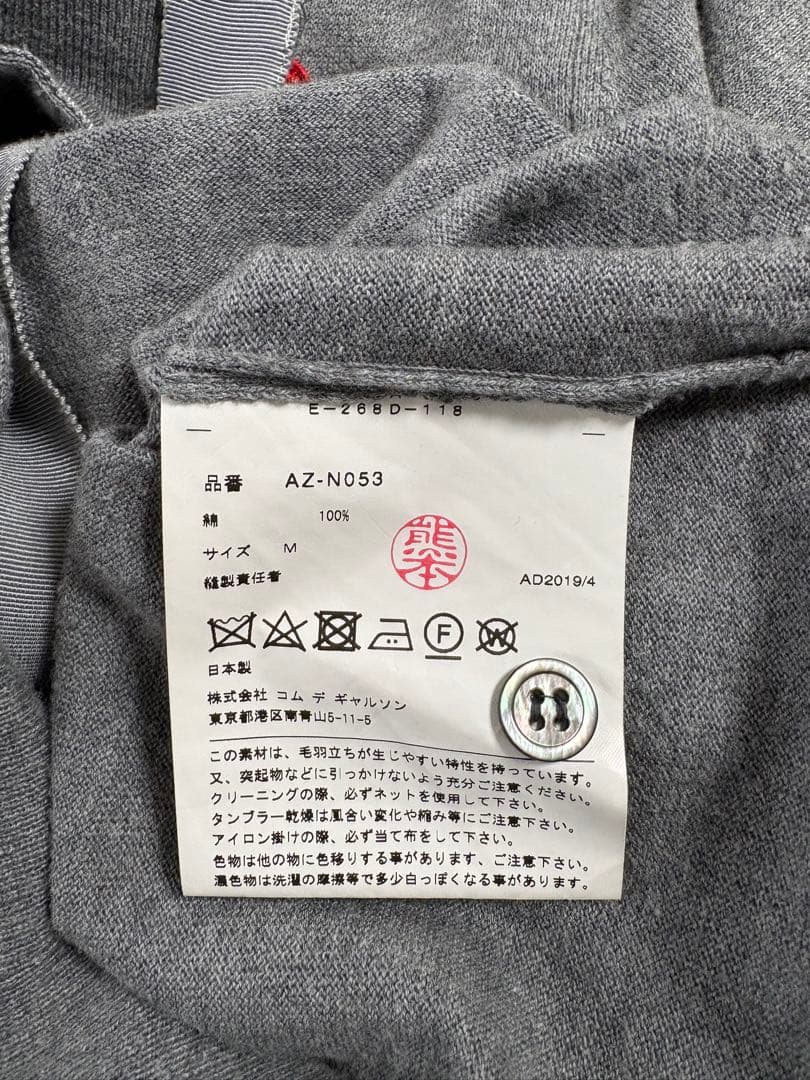 E-268D-118
品番 AZ-N053
綿 100%
サイズ M
縫製責任者 熊本 AD2019/4
F W
日本製
株式会社 コム デ ギャルソン
東京都港区南青山5-11-5
この素材は、毛羽立ちが生じやすい特性を持っています。
又、突起物などに引っかけないよう充分ご注意ください。
クリーニングの際、必ずネットを使用して下さい。
タンブラー乾燥は風合い変化や縮み等にご注意下さい。
アイロン掛けの際、必ず当て布をして下さい。
色物は他の物に色移りする事があります、ご注意下さい。
濃色物は洗濯の摩擦等で多少白っぽくなる事があります。